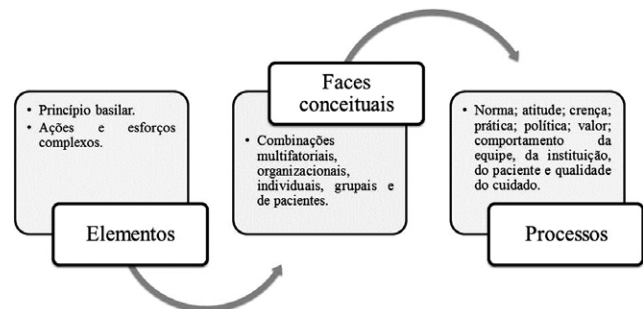 • Princípio basilar.
• Ações e esforços
complexos.
Elementos
Faces
conceituais
• Combinações
multifatoriais,
organizacionais,
individuais, grupais e
de pacientes.
• Norma; atitude; crença;
prática; política; valor;
comportamento da
equipe, da instituição,
do paciente e qualidade
do cuidado.
Processos